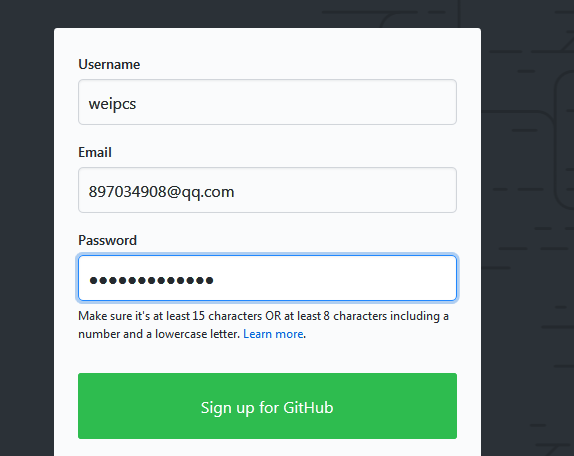 Username
weipcs
Email
897034908@qq.com
Password
●●●●●●●●●●●●●
Make sure it's at least 15 characters OR at least 8 characters including a
number and a lowercase letter. Learn more.
Sign up for GitHub